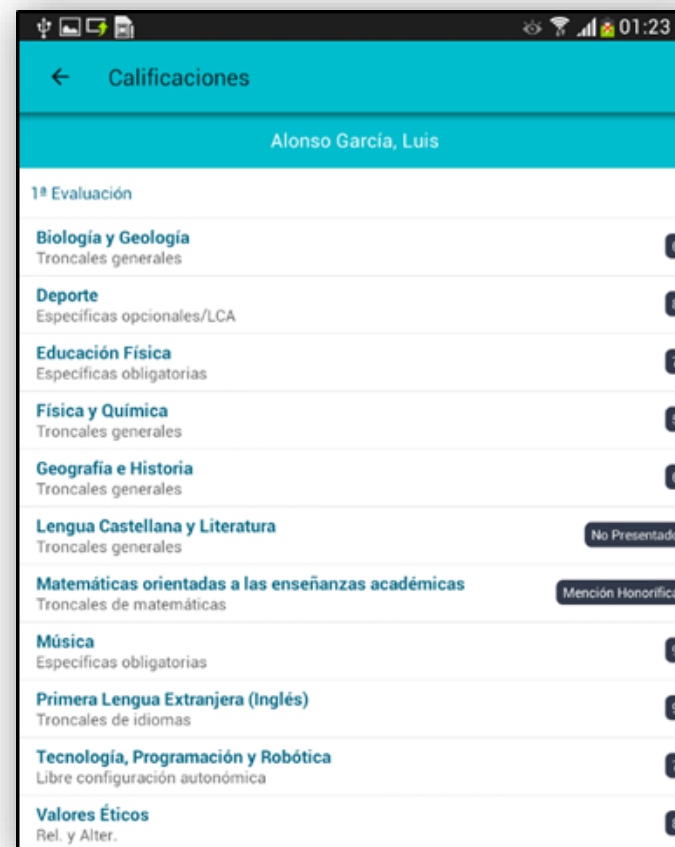 01:23
Calificaciones
Alonso García, Luis
1ª Evaluación
Biología y Geología
Troncales generales
Deporte
Específicas opcionales/LCA
Educación Física
Específicas obligatorias
Física y Química
Troncales generales
Geografía e Historia
Troncales generales
Lengua Castellana y Literatura
No Presentado
Troncales generales
Matemáticas orientadas a las enseñanzas académicas
Mención Honorífica
Troncales de matemáticas
Música
Específicas obligatorias
Primera Lengua Extranjera (Inglés)
Troncales de idiomas
Tecnología, Programación y Robótica
Libre configuración autonómica
Valores Éticos
Rel. y Alter.